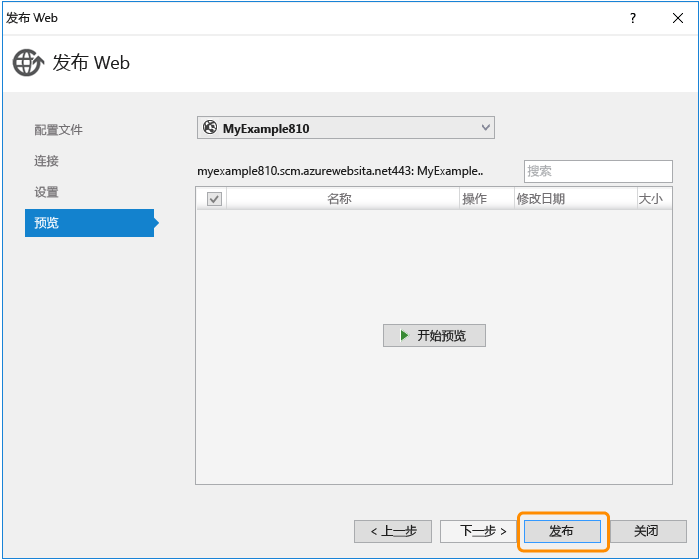 发布 Web
?
发布 Web
配置文件
连接
设置
预览
MyExample810
myexample810.scm.azurewebsita.net443: MyExample..
搜索
名称 操作 修改日期 大小
开始预览
< 上一步 下一步 > 发布 关闭